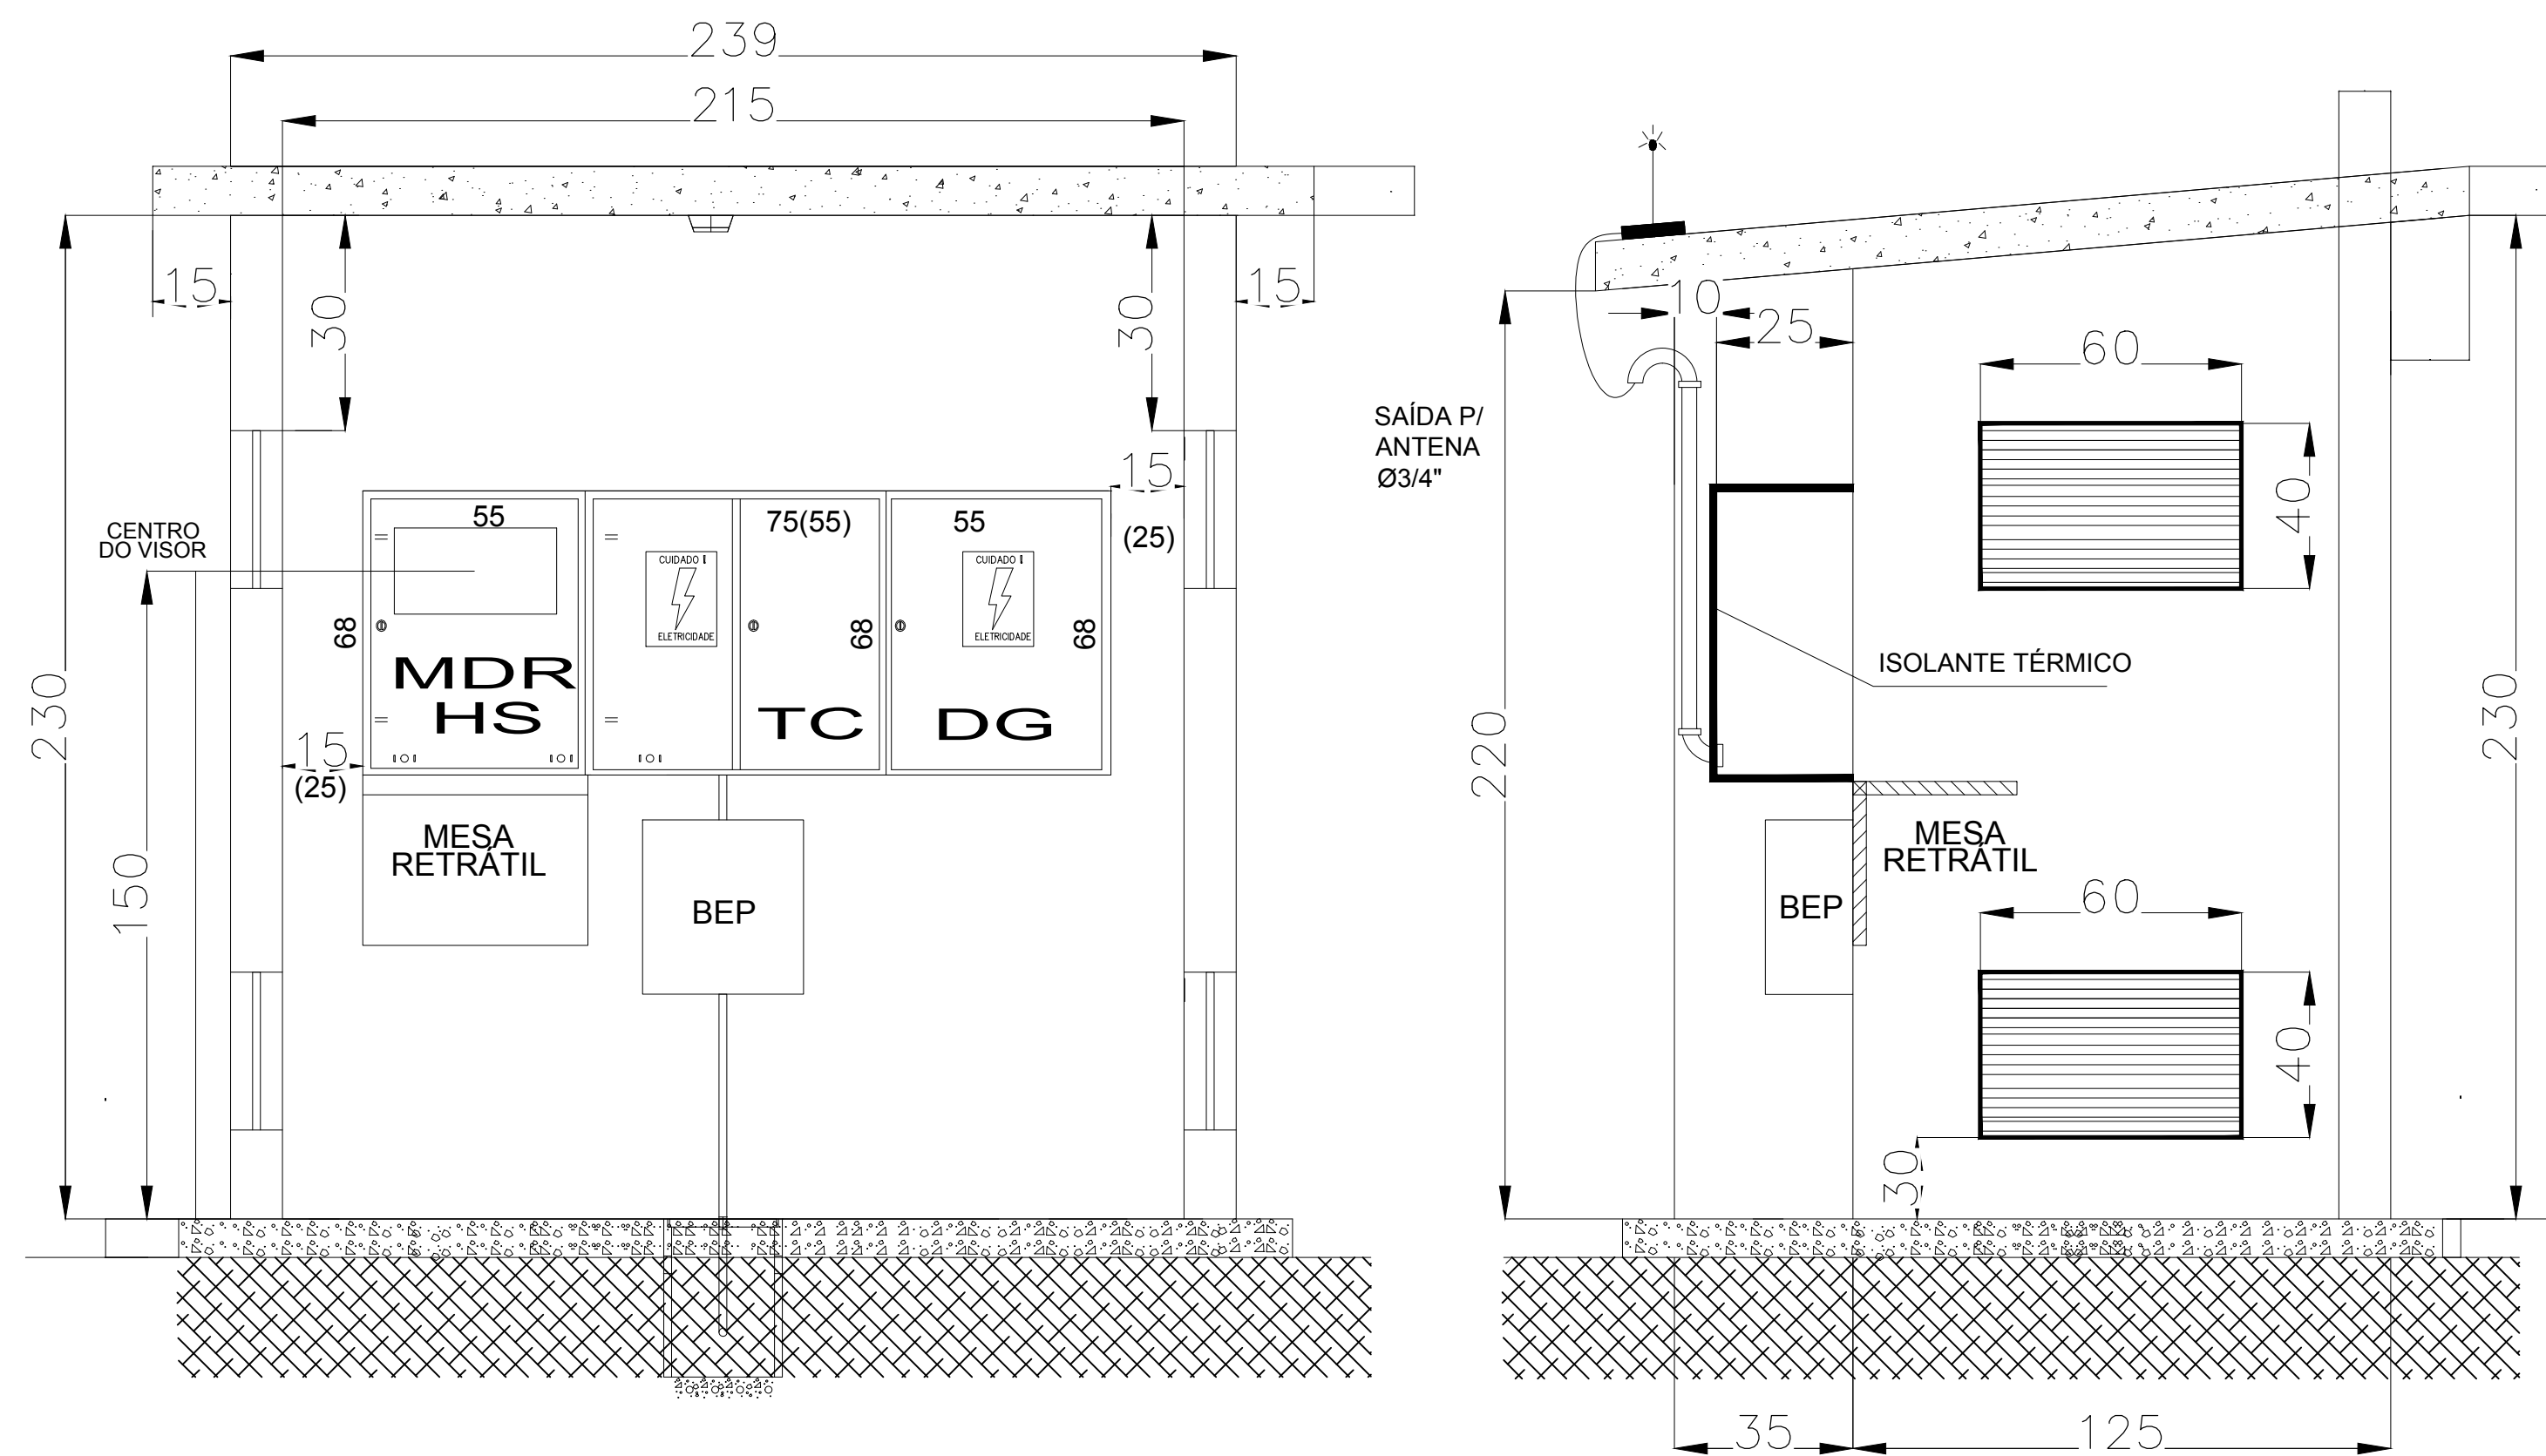 239
215
15
30
30
15
15
(25)
CENTRO
DO VISOR
55
75(55)
55
CUIDADO !
ELETRICIDADE
CUIDADO !
ELETRICIDADE
68
68
68
MDR
HS
TC
DG
15
(25)
230
150
MESA
RETRÁTIL
BEP
10
25
60
40
SAÍDA P/
ANTENA
Ø3/4"
ISOLANTE TÉRMICO
220
230
MESA
RETRÁTIL
BEP
60
40
30
35
125